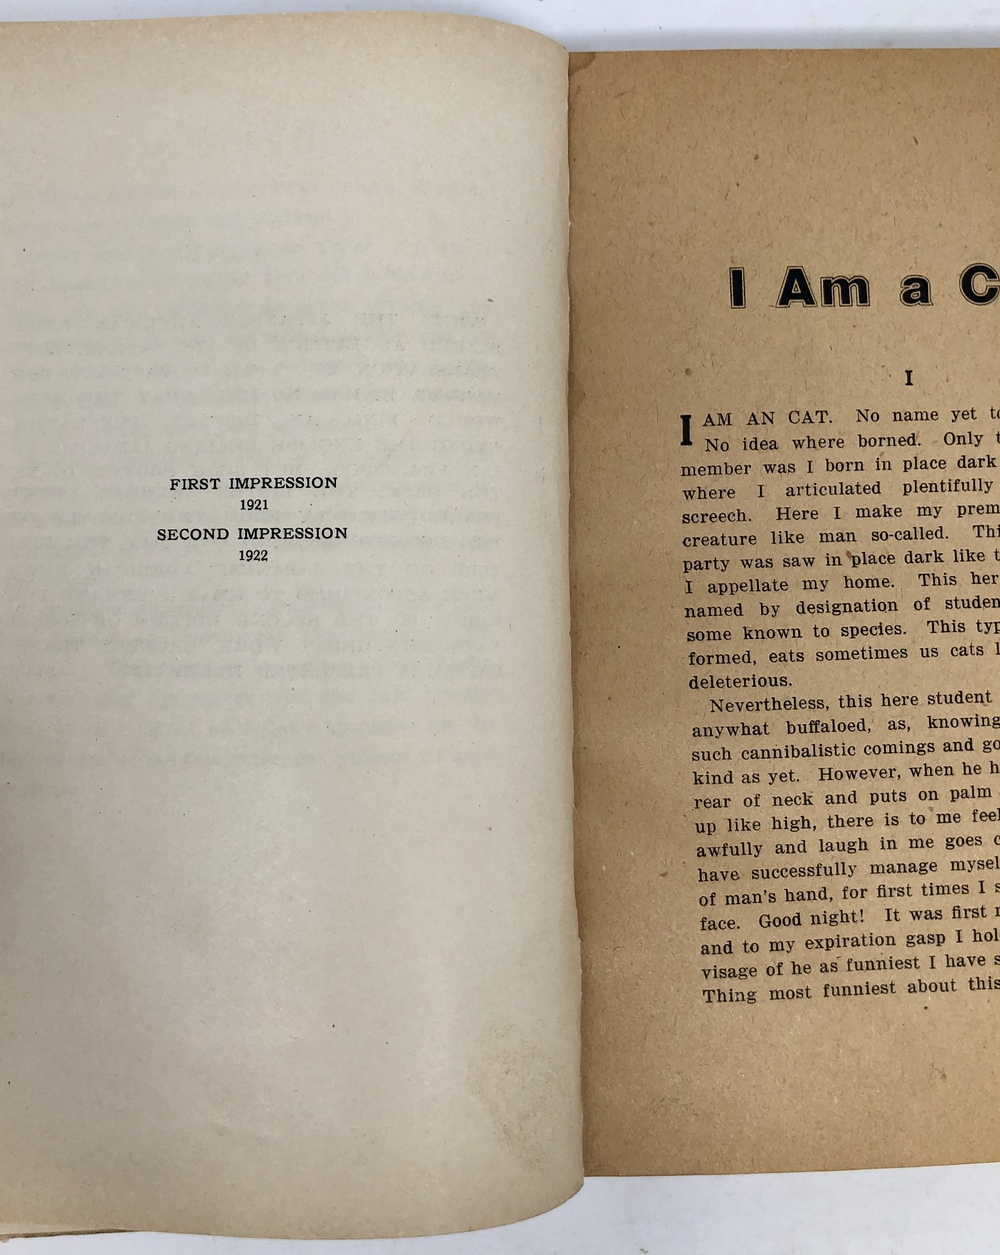 FIRST IMPRESSION
1921
SECOND IMPRESSION
1922
I Am a C
I
I AM AN CAT. No name yet to
No idea where borned. Only t
member was I born in place dark
where I articulated plentifully
screech. Here I make my prem
creature like man so-called. Thi
party was saw in place dark like t
I appellate my home. This her
named by designation of studen
some known to species. This typ
formed, eats sometimes us cats l
deleterious.
Nevertheless, this here student
anywhat buffaloed, as, knowing
such cannibalistic comings and go
kind as yet. However, when he h
rear of neck and puts on palm
up like high, there is to me feel
awfully and laugh in me goes c
have successfully manage mysel
of man's hand, for first times I s
face. Good night! It was first
and to my expiration gasp I hol
visage of he as funniest I have s
Thing most funniest about this